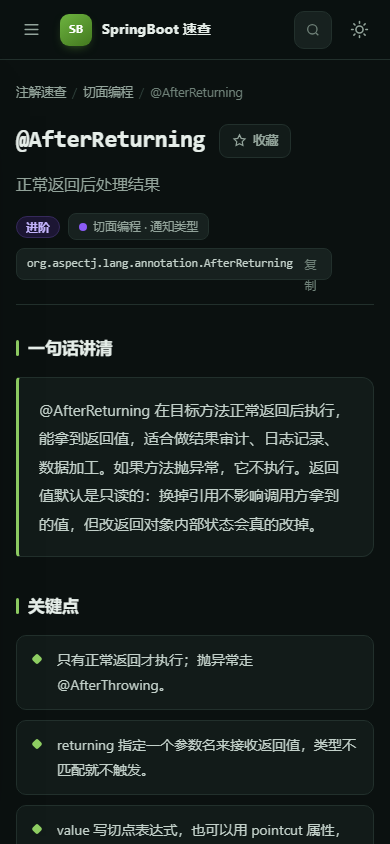 SB SpringBoot 速查
注解速查 / 切面编程 / @AfterReturning
@AfterReturning 收藏
正常返回后处理结果
进阶 切面编程 · 通知类型
org.aspectj.lang.annotation.AfterReturning 复制
一句话讲清
@AfterReturning 在目标方法正常返回后执行，
能拿到返回值，适合做结果审计、日志记录、
数据加工。如果方法抛异常，它不执行。返回
值默认是只读的：换掉引用不影响调用方拿到
的值，但改返回对象内部状态会真的改掉。
关键点
只有正常返回才执行；抛异常走
@AfterThrowing。
returning 指定一个参数名来接收返回值，类型不
匹配就不触发。
value 写切点表达式，也可以用 pointcut 属性，